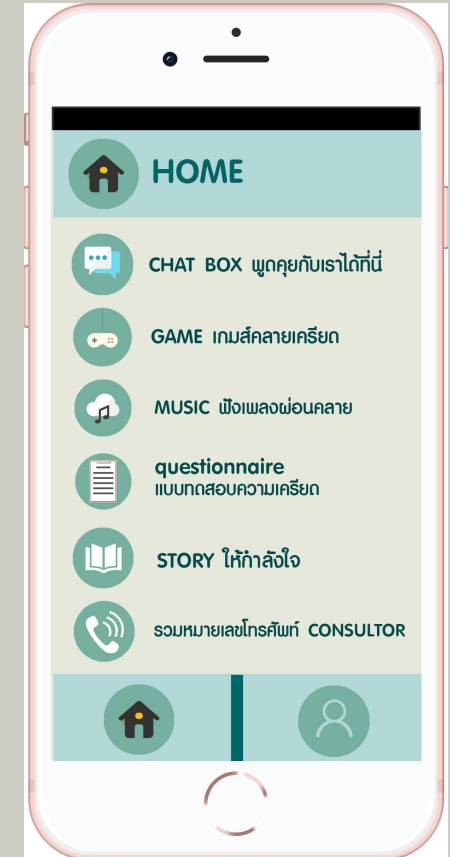 HOME
CHAT BOX พูดคุยกับเราได้ที่นี่
GAME เกมส์คลายเครียด
MUSIC ฟังเพลงผ่อนคลาย
questionnaire
แบบทดสอบความเครียด
STORY ให้กำลังใจ
รวมหมายเลขโทรศัพท์ CONSULTOR